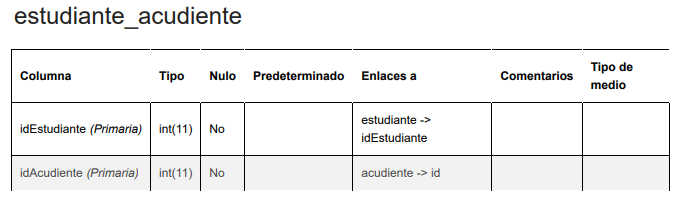 estudiante_acudiente
Columna Tipo Nulo Predeterminado Enlaces a Comentarios Tipo de
medio
idEstudiante (Primaria) int(11) No estudiante ->
idEstudiante
idAcudiente (Primaria) int(11) No acudiente -> id